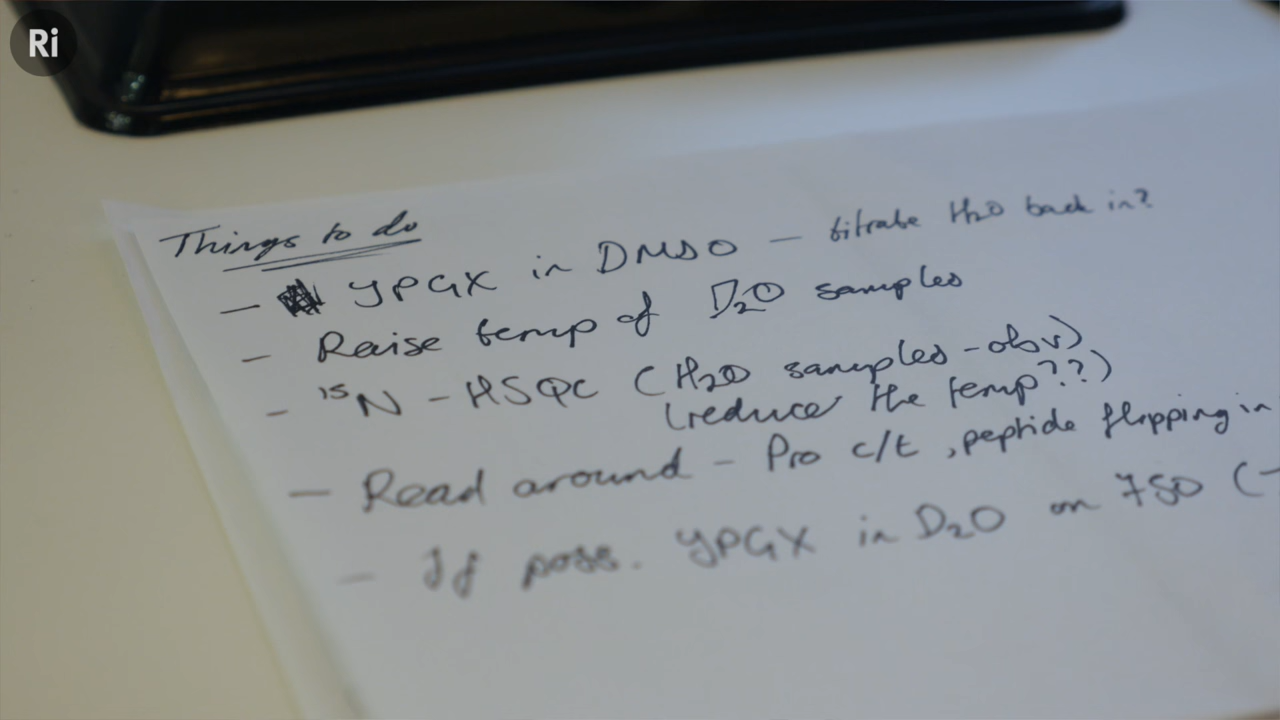 Ri
Things to do
— YPGX in DMSO — titrate H₂O back in?
— Raise temp of D₂O samples
— ¹⁵N - HSQC (H₂O samples - obv)
(reduce the temp??)
— Read around - Pro c/t, peptide flipping in
— If poss. YPGX in D₂O on 750 (